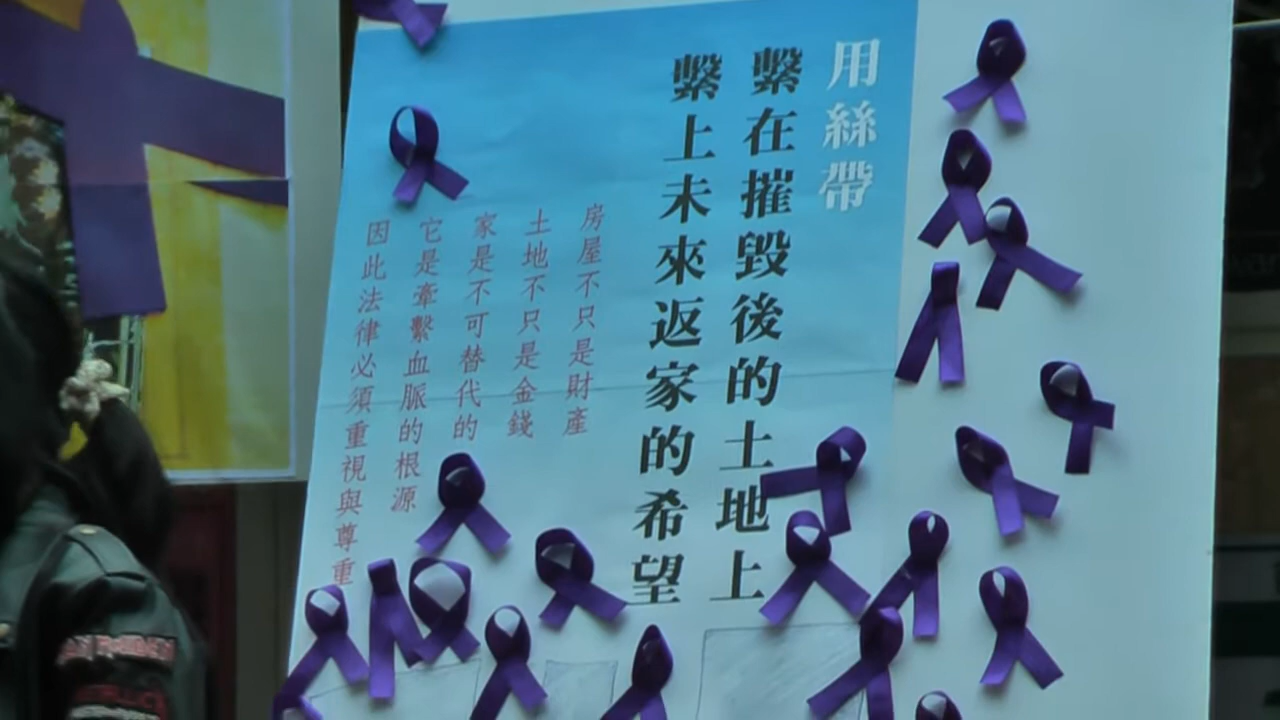 用絲帶
繫在摧毀後的土地上
繫上未來返家的希望
房屋不只是財產
土地不只是金錢
家是不可替代的
它是牽繫血脈的根源
因此法律必須重視與尊重